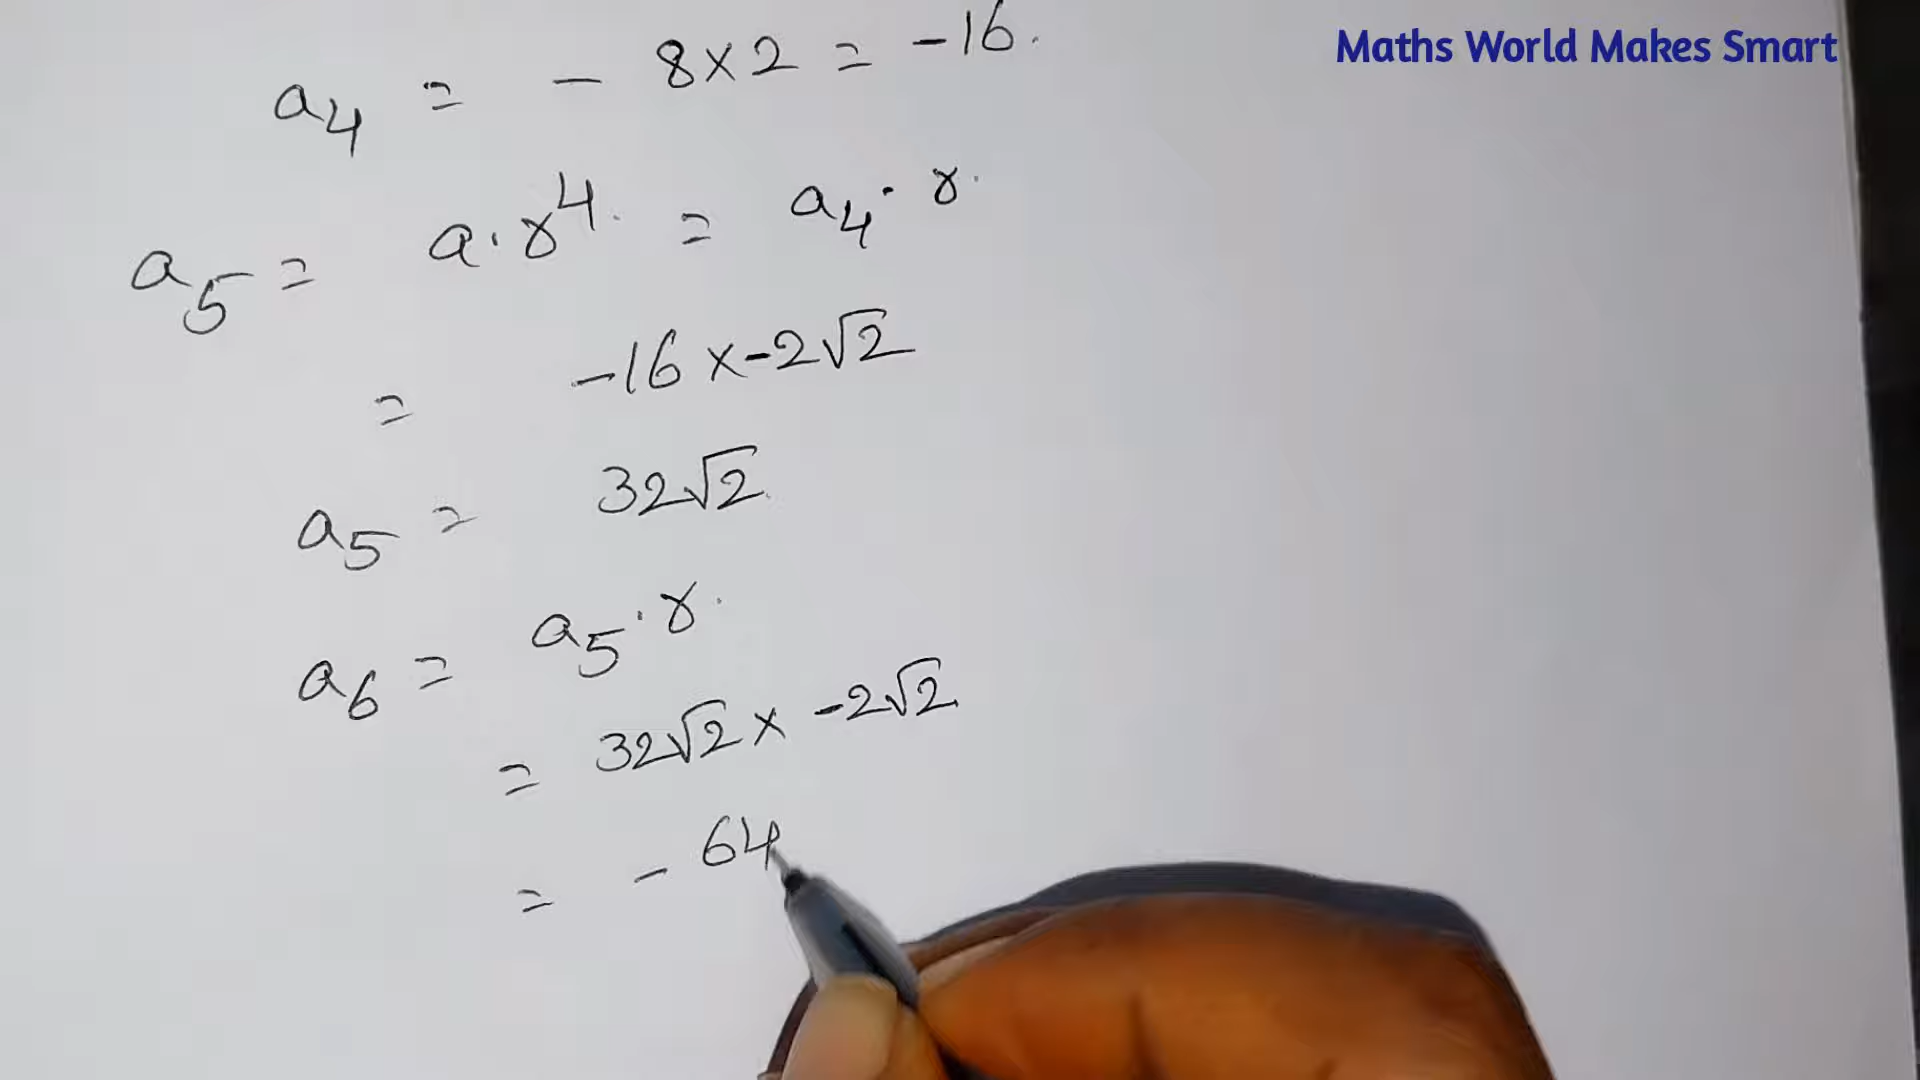 Maths World Makes Smart
a₄ = - 8×2 = -16.
a₅ = a·r⁴. = a₄·r.
= -16×-2√2
a₅ = 32√2.
a₆ = a₅·r.
= 32√2× -2√2.
= - 64